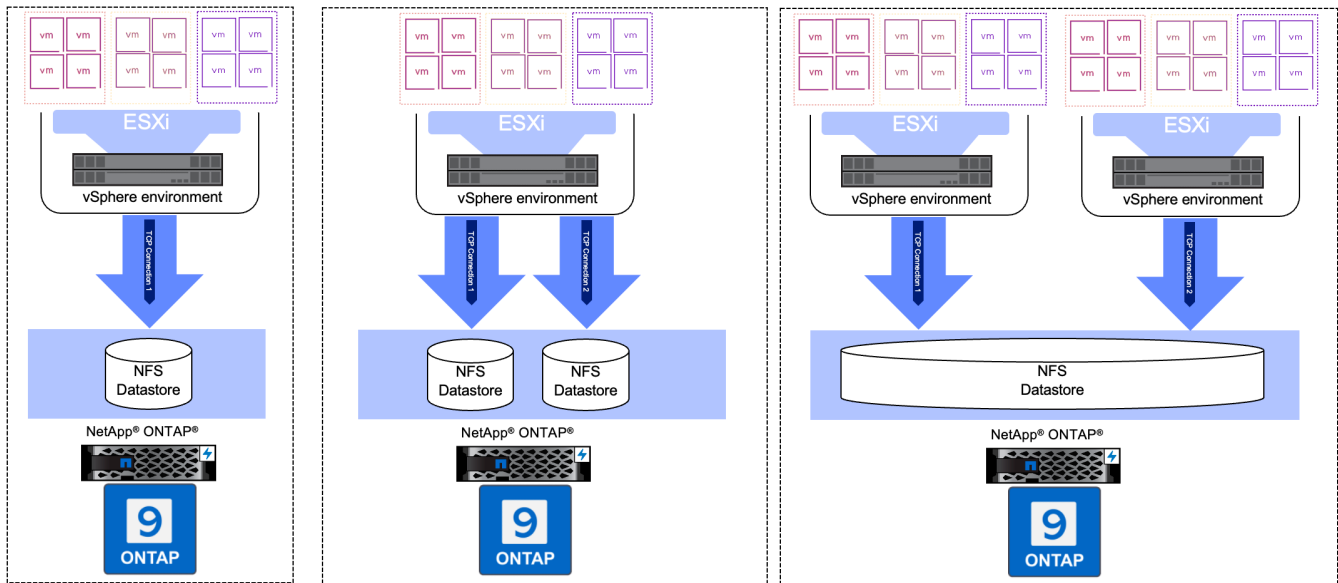 vm vm vm vm vm vm
vm vm vm vm vm vm
ESXi
vSphere environment
TCP Connection 1
NFS
Datastore
NetApp® ONTAP®
9
ONTAP
vm vm vm vm vm vm
vm vm vm vm vm vm
ESXi
vSphere environment
TCP Connection 1
TCP Connection 2
NFS
Datastore
NFS
Datastore
NetApp® ONTAP®
9
ONTAP
vm vm vm vm vm vm
vm vm vm vm vm vm
ESXi
vSphere environment
TCP Connection 1
vm vm vm vm vm vm
vm vm vm vm vm vm
ESXi
vSphere environment
TCP Connection 2
NFS
Datastore
NetApp® ONTAP®
9
ONTAP